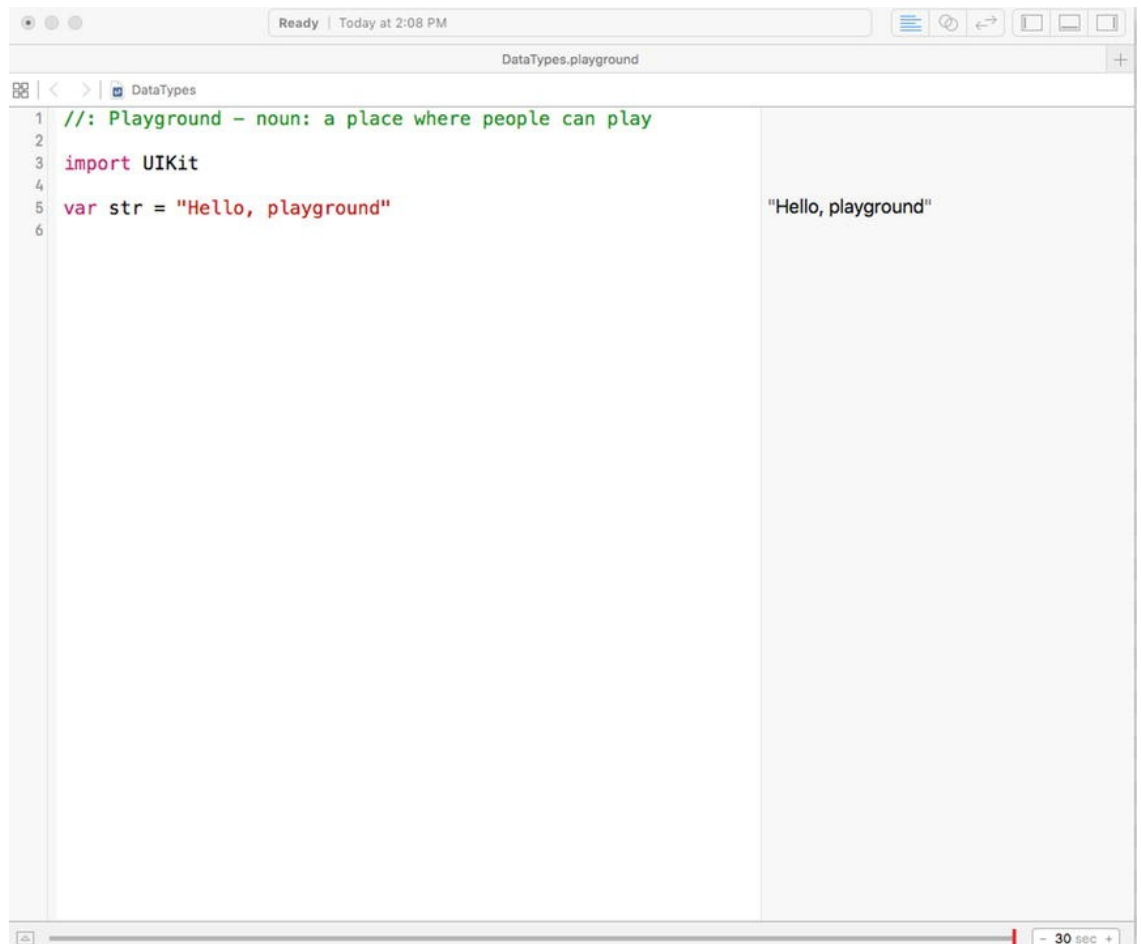 Ready | Today at 2:08 PM
DataTypes.playground
DataTypes
1 //: Playground – noun: a place where people can play
2
3 import UIKit
4
5 var str = "Hello, playground" "Hello, playground"
6
- 30 sec +